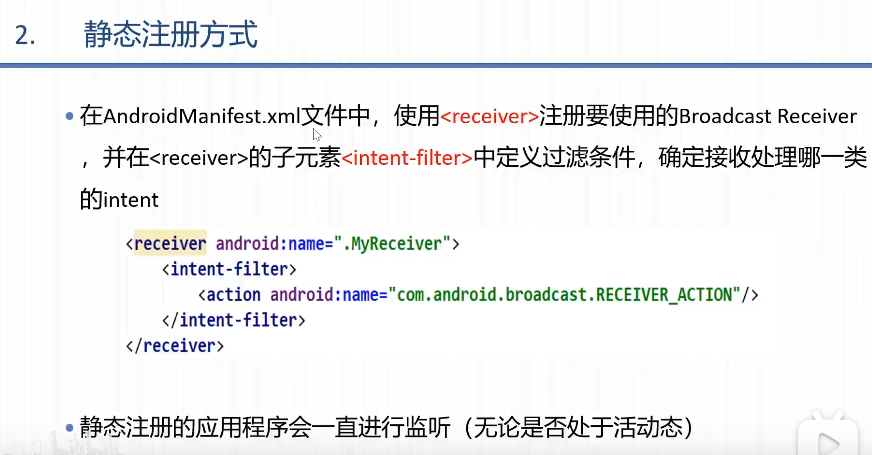 2. 静态注册方式
•在AndroidManifest.xml文件中，使用<receiver>注册要使用的Broadcast Receiver
，并在<receiver>的子元素<intent-filter>中定义过滤条件，确定接收处理哪一类
的intent
<receiver android:name=".MyReceiver">
<intent-filter>
<action android:name="com.android.broadcast.RECEIVER_ACTION"/>
</intent-filter>
</receiver>
•静态注册的应用程序会一直进行监听（无论是否处于活动态）